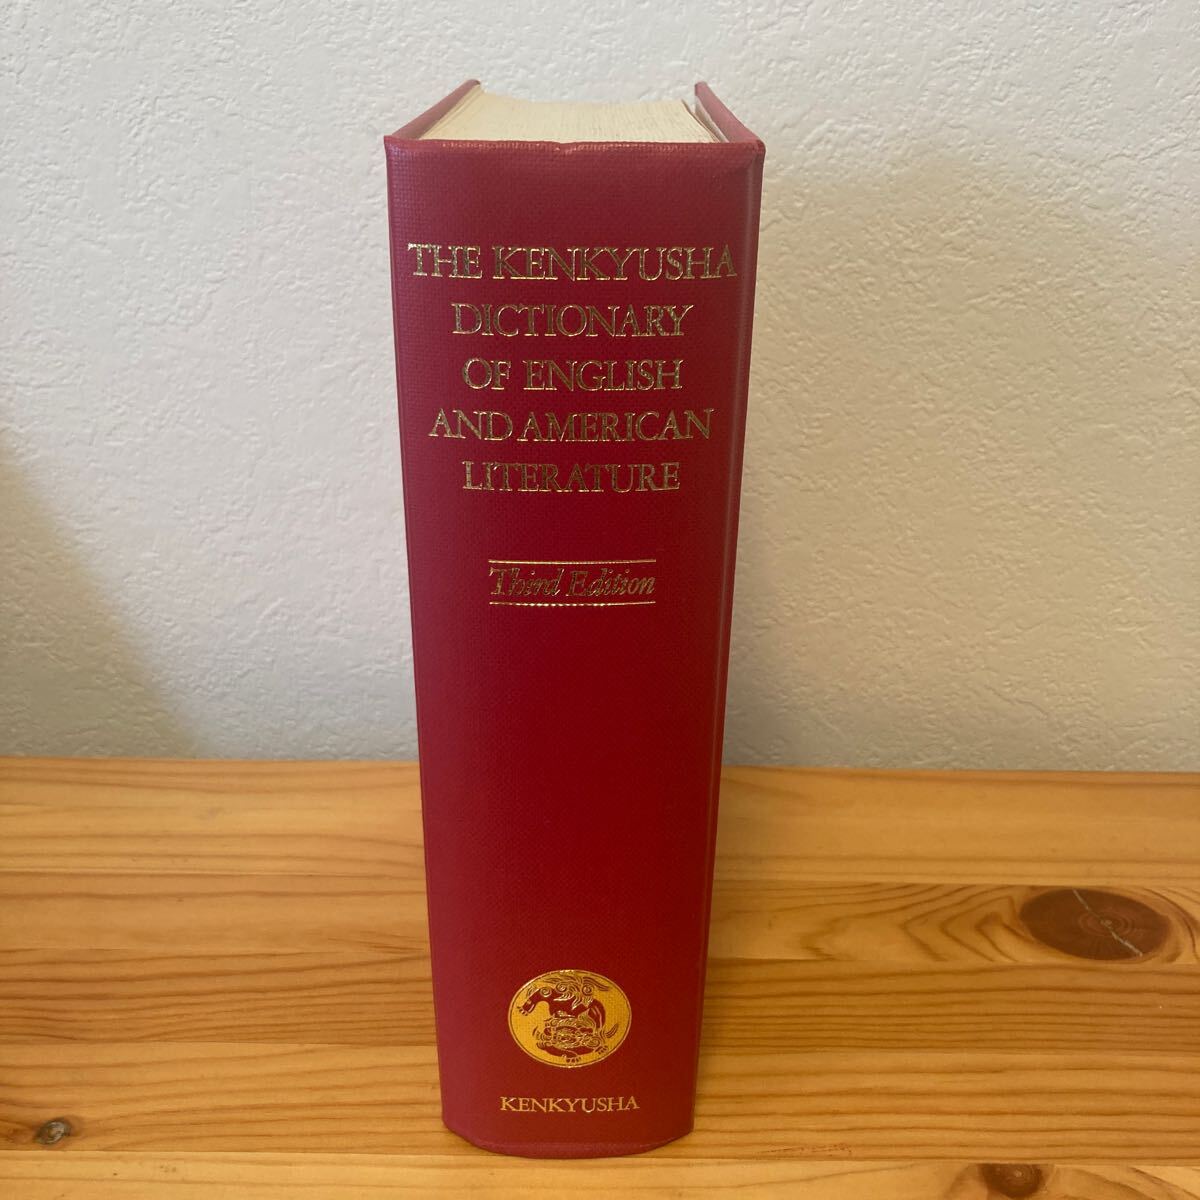 THE KENKYUSHA
DICTIONARY
OF ENGLISH
AND AMERICAN
LITERATURE
Third Edition
KENKYUSHA